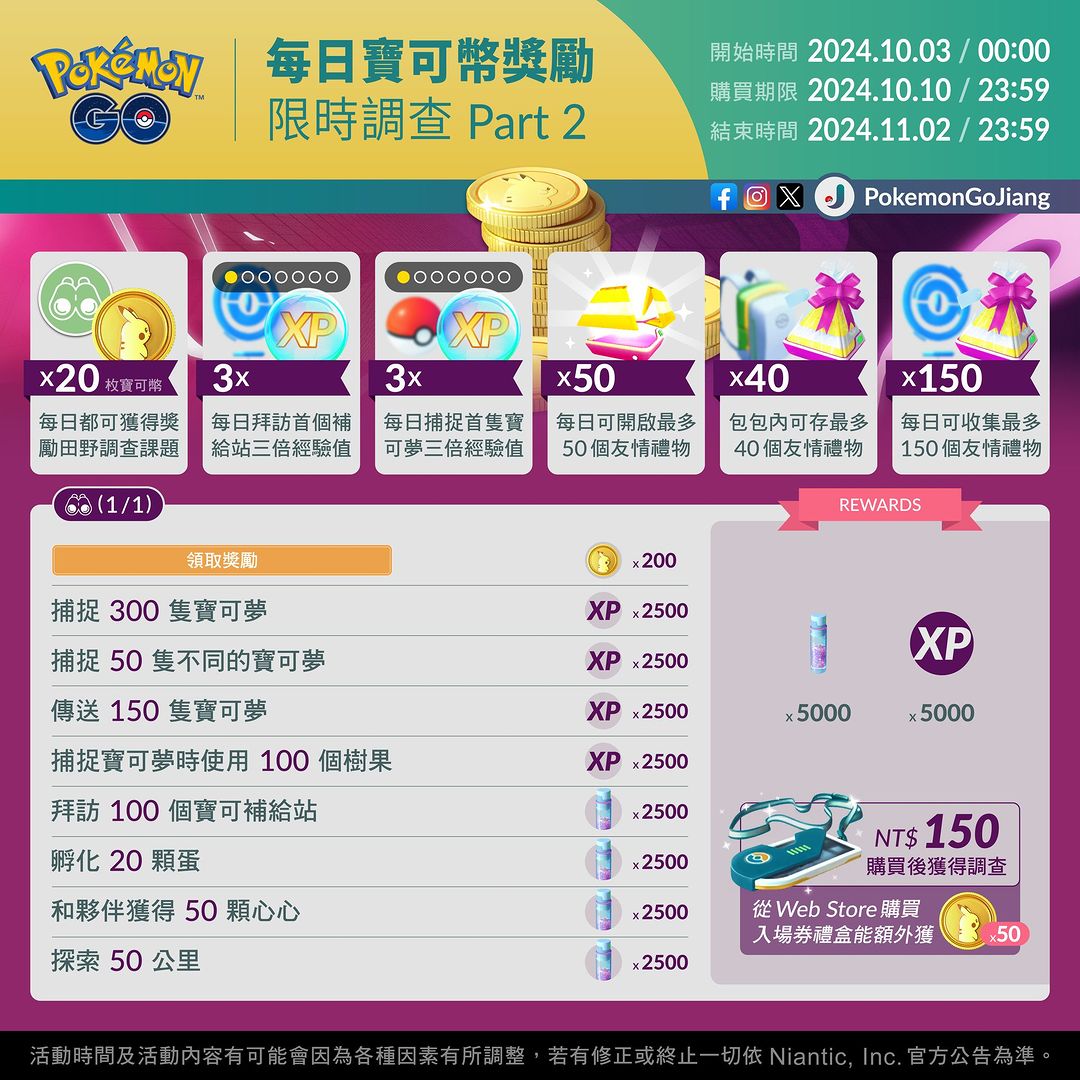 POKÉMON GO
TM
每日寶可幣獎勵
限時調查 Part 2
開始時間 2024.10.03 / 00:00
購買期限 2024.10.10 / 23:59
結束時間 2024.11.02 / 23:59
PokemonGoJiang
x20 枚寶可幣
每日都可獲得獎
勵田野調查課題
XP
3x
每日拜訪首個補
給站三倍經驗值
XP
3x
每日捕捉首隻寶
可夢三倍經驗值
x50
每日可開啟最多
50 個友情禮物
x40
包包內可存最多
40 個友情禮物
x150
每日可收集最多
150 個友情禮物
(1/1)
領取獎勵 x200
捕捉 300 隻寶可夢 XP x2500
捕捉 50 隻不同的寶可夢 XP x2500
傳送 150 隻寶可夢 XP x2500
捕捉寶可夢時使用 100 個樹果 XP x2500
拜訪 100 個寶可補給站 x2500
孵化 20 顆蛋 x2500
和夥伴獲得 50 顆心心 x2500
探索 50 公里 x2500
REWARDS
XP
x5000 x5000
NT$ 150
購買後獲得調查
從 Web Store 購買
入場券禮盒能額外獲 x50
活動時間及活動內容有可能會因為各種因素有所調整，若有修正或終止一切依 Niantic, Inc. 官方公告為準。